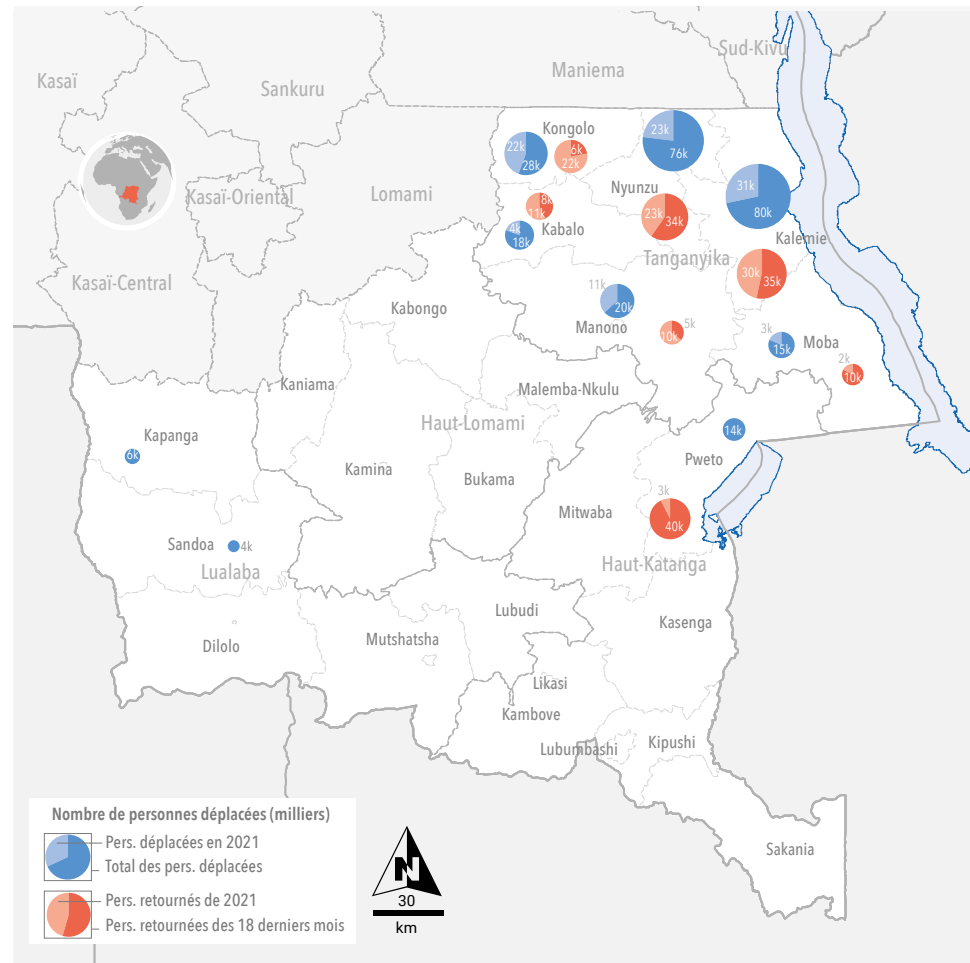 Sud-Kivu
Maniema
Kasaï
Sankuru
Kongolo
22k
28k
6k
22k
23k
76k
Kasaï-Oriental
Lomami
Nyunzu
31k
80k
8k
11k
Kabalo
4k
18k
23k
34k
Kalemie
Tanganyika
Kasaï-Central
30k
35k
Kabongo
11k
20k
Manono
5k
10k
3k
15k
Moba
2k
10k
Kaniama
Malemba-Nkulu
Haut-Lomami
Kapanga
6k
14k
Pweto
Kamina
Bukama
3k
40k
Mitwaba
Sandoa
4k
Lualaba
Haut-Katanga
Lubudi
Kasenga
Dilolo
Mutshatsha
Likasi
Kambove
Lubumbashi
Kipushi
Sakania
Nombre de personnes déplacées (milliers)
Pers. déplacées en 2021
Total des pers. déplacées
Pers. retournés de 2021
Pers. retournées des 18 derniers mois
N
30
km